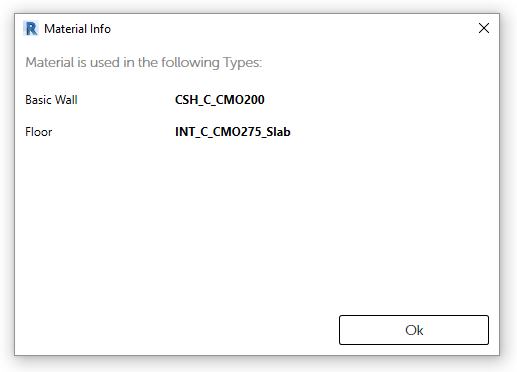 Material Info
Material is used in the following Types:
Basic Wall CSH_C_CMO200
Floor INT_C_CMO275_Slab
Ok